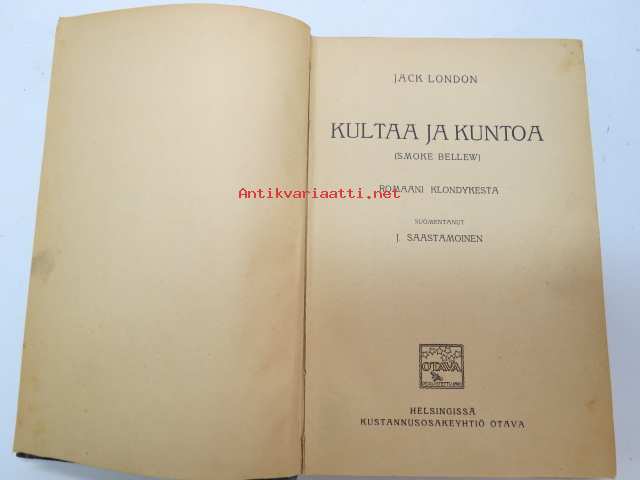 JACK LONDON
KULTAA JA KUNTOA
(SMOKE BELLEW)
Antikvariaatti.net
ROMAANI KLONDYKESTA
SUOMENTANUT
J. SAASTAMOINEN
OTAVA
HELSINGISSÄ
KUSTANNUSOSAKEYHTIÖ OTAVA